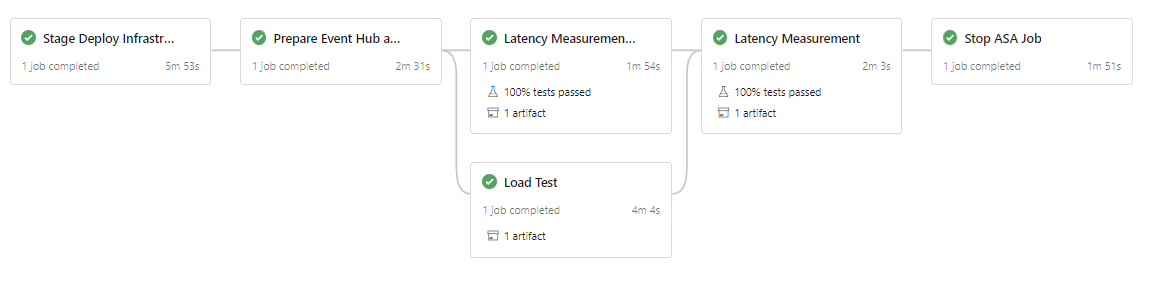 Stage Deploy Infrastr...
1 job completed 5m 53s
Prepare Event Hub a...
1 job completed 2m 31s
Latency Measuremen...
1 job completed 1m 54s
100% tests passed
1 artifact
Load Test
1 job completed 4m 4s
1 artifact
Latency Measurement
1 job completed 2m 3s
100% tests passed
1 artifact
Stop ASA Job
1 job completed 1m 51s